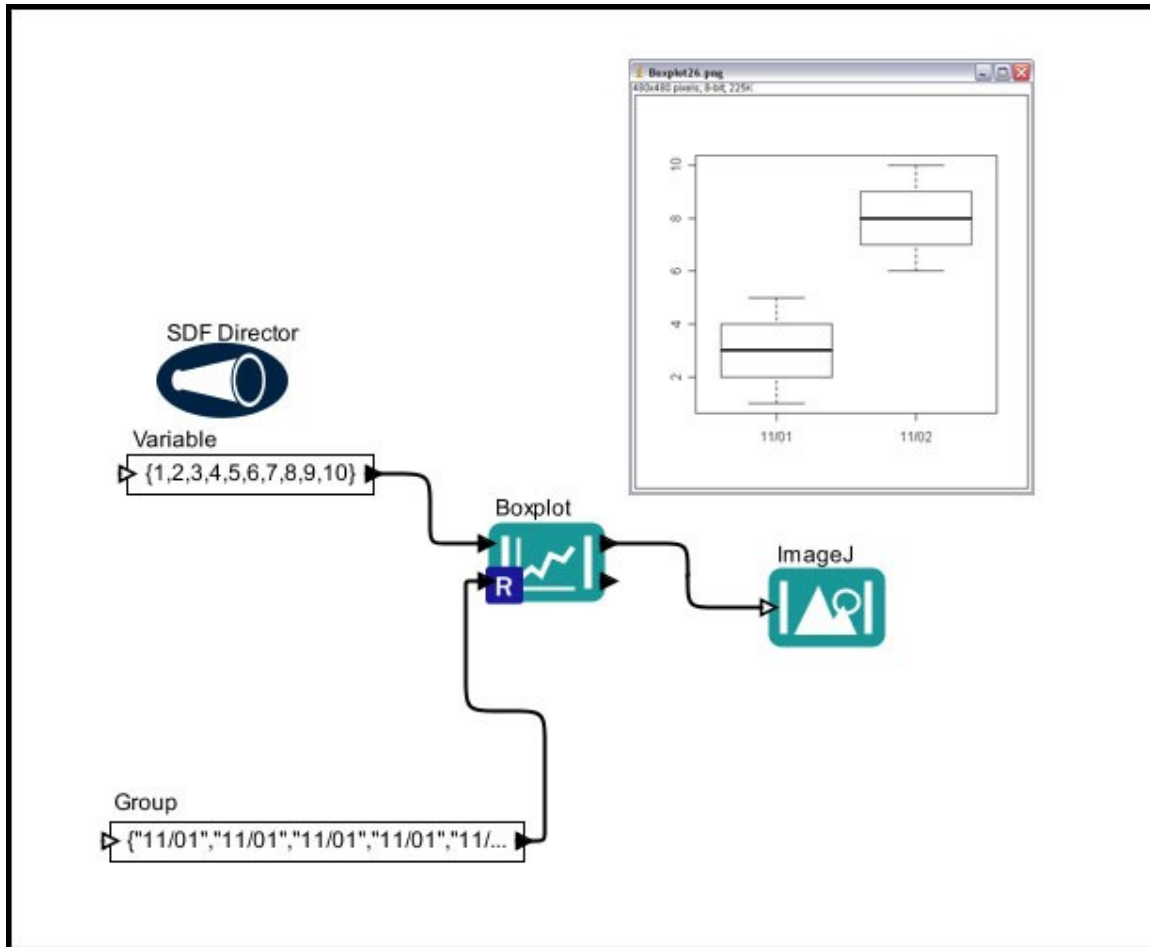 Boxplot26.png
480x480 pixels; 8-bit; 225K
10
8
6
4
2
11/01 11/02
SDF Director
Variable
{1,2,3,4,5,6,7,8,9,10}
Boxplot
R
ImageJ
Group
{"11/01","11/01","11/01","11/01","11/...